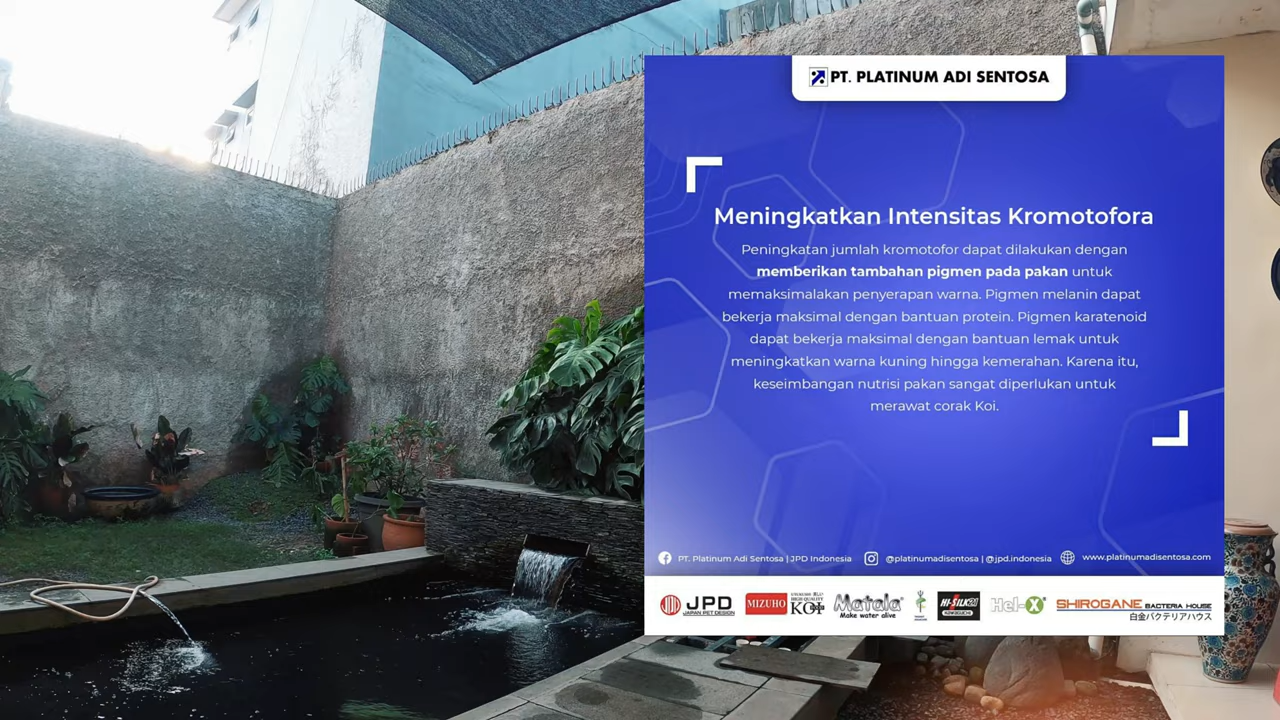 PT. PLATINUM ADI SENTOSA
Meningkatkan Intensitas Kromotofora
Peningkatan jumlah kromotofor dapat dilakukan dengan
memberikan tambahan pigmen pada pakan untuk
memaksimalakan penyerapan warna. Pigmen melanin dapat
bekerja maksimal dengan bantuan protein. Pigmen karatenoid
dapat bekerja maksimal dengan bantuan lemak untuk
meningkatkan warna kuning hingga kemerahan. Karena itu,
keseimbangan nutrisi pakan sangat diperlukan untuk
merawat corak Koi.
PT. Platinum Adi Sentosa | JPD Indonesia @platinumadisentosa | @jpd.indonesia www.platinumadisentosa.com
JPD
JAPAN PET DESIGN
MIZUHO
HIGH QUALITY
KOI
Matala
Make water alive
HI-SILK
Hel-X
SHIROGANE BACTERIA HOUSE
白金バクテリアハウス